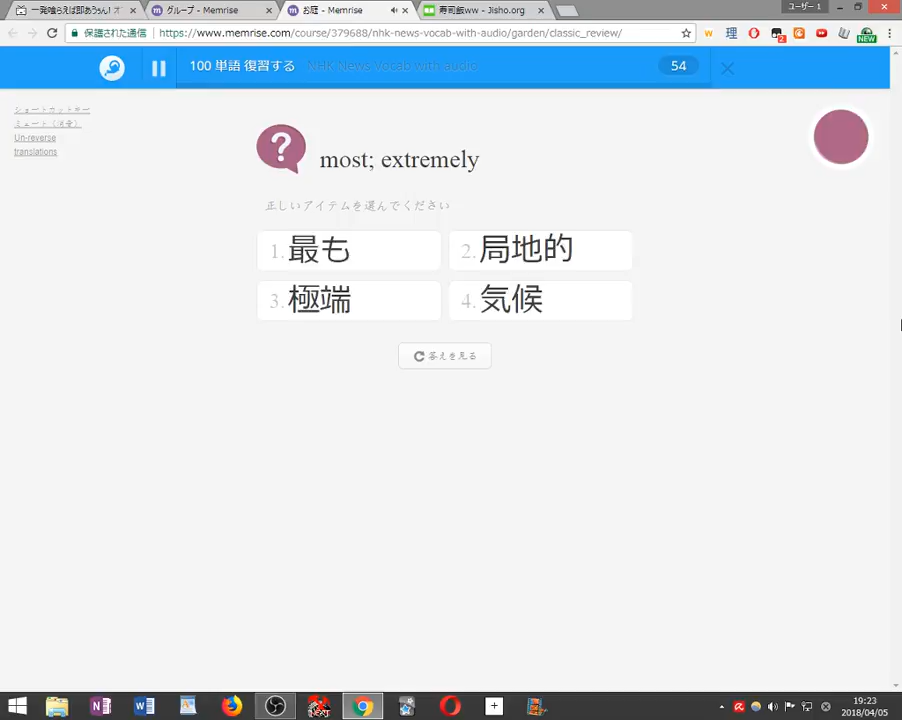 一発喰らえば即あうぅん! オ
グループ - Memrise
お庭 - Memrise
寿司飯ww - Jisho.org
ユーザー 1
保護された通信
https://www.memrise.com/course/379688/nhk-news-vocab-with-audio/garden/classic_review/
100 単語 復習する
NHK News Vocab with audio
54
ショートカットキー
ミュート (消音)
Un-reverse
translations
most; extremely
正しいアイテムを選んでください
1. 最も
2. 局地的
3. 極端
4. 気候
答えを見る
19:23
2018/04/05